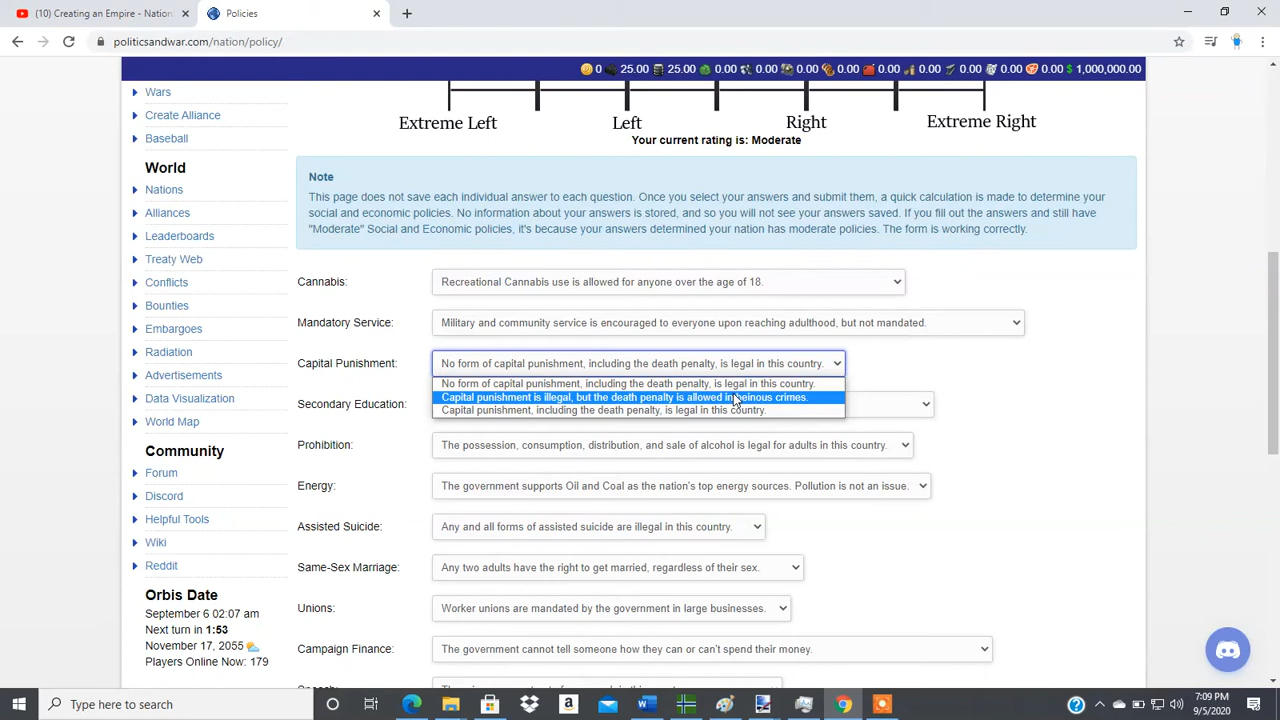 (10) Creating an Empire - Nation
Policies
politicsandwar.com/nation/policy/
0 25.00 25.00 0.00 0.00 0.00 0.00 0.00 0.00 0.00 0.00 0.00 $ 1,000,000.00
Wars
Create Alliance
Baseball
World
Nations
Alliances
Leaderboards
Treaty Web
Conflicts
Bounties
Embargoes
Radiation
Advertisements
Data Visualization
World Map
Community
Forum
Discord
Helpful Tools
Wiki
Reddit
Orbis Date
September 6 02:07 am
Next turn in 1:53
November 17, 2055
Players Online Now: 179
Extreme Left Left Right Extreme Right
Your current rating is: Moderate
Note
This page does not save each individual answer to each question. Once you select your answers and submit them, a quick calculation is made to determine your
social and economic policies. No information about your answers is stored, and so you will not see your answers saved. If you fill out the answers and still have
"Moderate" Social and Economic policies, it's because your answers determined your nation has moderate policies. The form is working correctly.
Cannabis: Recreational Cannabis use is allowed for anyone over the age of 18.
Mandatory Service: Military and community service is encouraged to everyone upon reaching adulthood, but not mandated.
Capital Punishment: No form of capital punishment, including the death penalty, is legal in this country.
No form of capital punishment, including the death penalty, is legal in this country.
Capital punishment is illegal, but the death penalty is allowed in heinous crimes.
Capital punishment, including the death penalty, is legal in this country.
Secondary Education:
Prohibition: The possession, consumption, distribution, and sale of alcohol is legal for adults in this country.
Energy: The government supports Oil and Coal as the nation's top energy sources. Pollution is not an issue.
Assisted Suicide: Any and all forms of assisted suicide are illegal in this country.
Same-Sex Marriage: Any two adults have the right to get married, regardless of their sex.
Unions: Worker unions are mandated by the government in large businesses.
Campaign Finance: The government cannot tell someone how they can or can't spend their money.
Type here to search
7:09 PM
9/5/2020